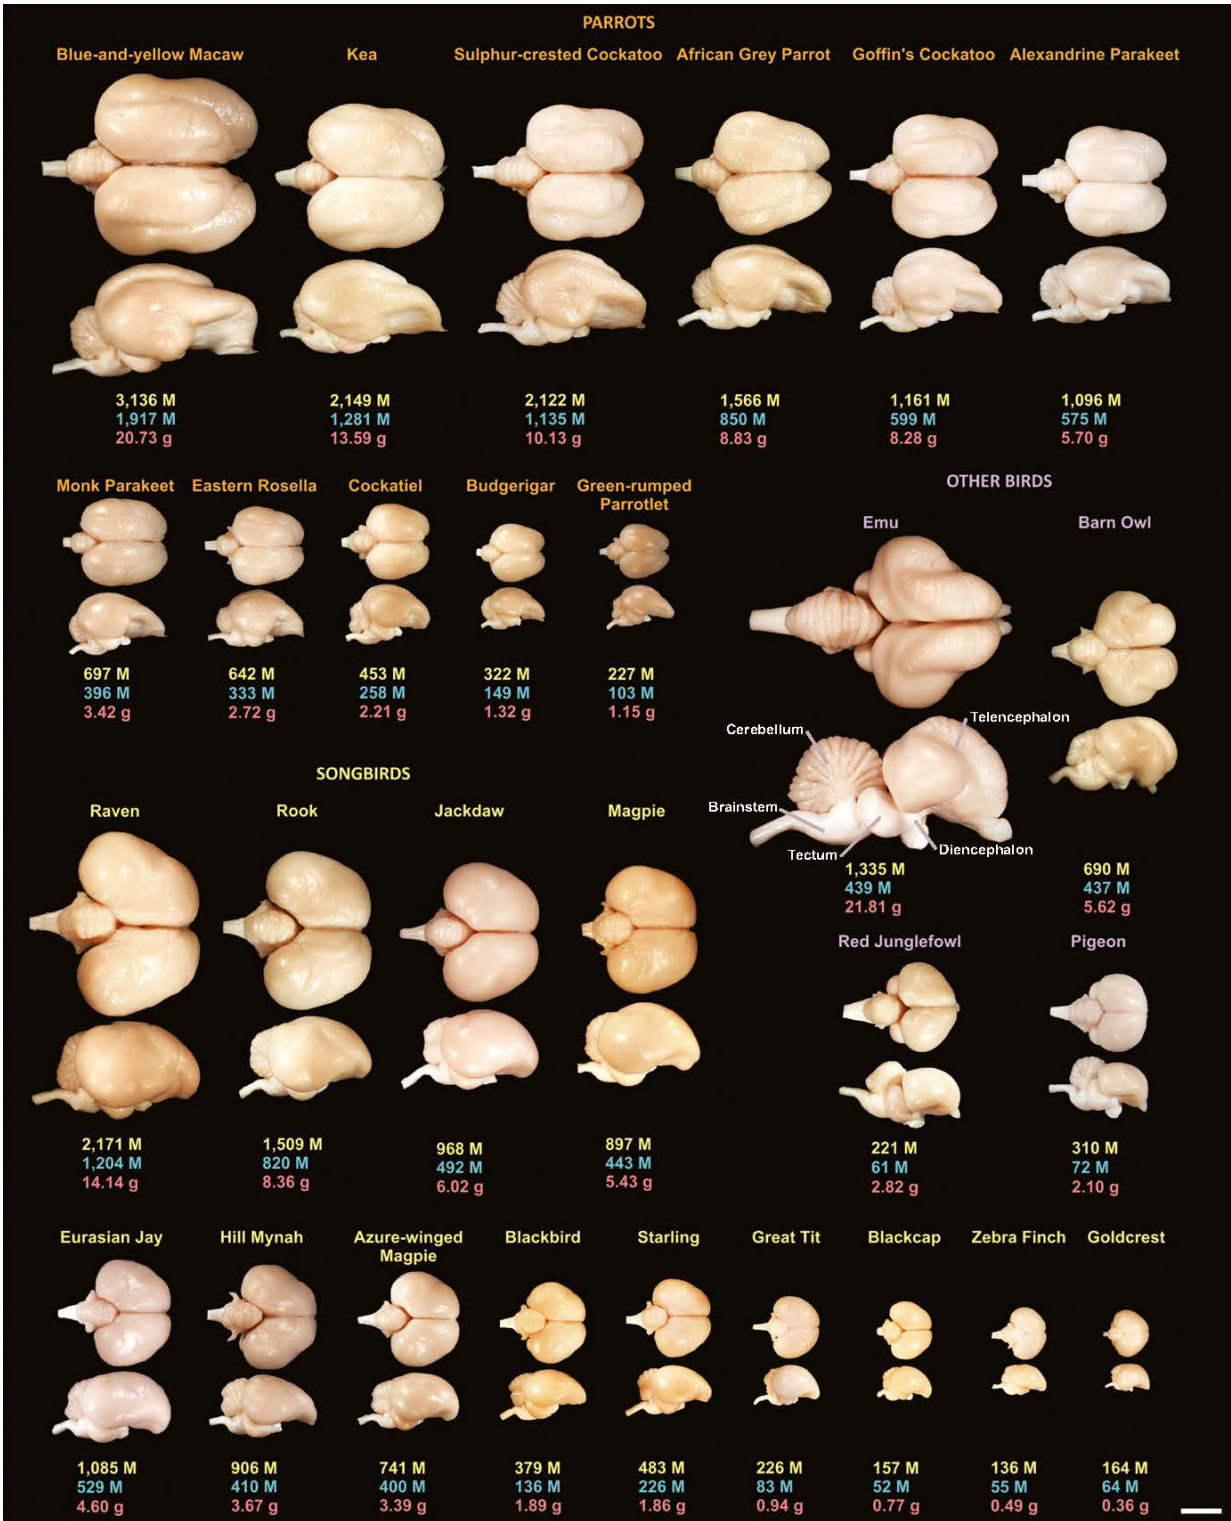 PARROTS
Blue-and-yellow Macaw
Kea
Sulphur-crested Cockatoo
African Grey Parrot
Goffin's Cockatoo
Alexandrine Parakeet
3,136 M
1,917 M
20.73 g
2,149 M
1,281 M
13.59 g
2,122 M
1,135 M
10.13 g
1,566 M
850 M
8.83 g
1,161 M
599 M
8.28 g
1,096 M
575 M
5.70 g
Monk Parakeet
Eastern Rosella
Cockatiel
Budgerigar
Green-rumped
Parrotlet
697 M
396 M
3.42 g
642 M
333 M
2.72 g
453 M
258 M
2.21 g
322 M
149 M
1.32 g
227 M
103 M
1.15 g
OTHER BIRDS
Emu
Barn Owl
Cerebellum
Telencephalon
Brainstem
Tectum
Diencephalon
1,335 M
439 M
21.81 g
690 M
437 M
5.62 g
Red Junglefowl
Pigeon
221 M
61 M
2.82 g
310 M
72 M
2.10 g
SONGBIRDS
Raven
Rook
Jackdaw
Magpie
2,171 M
1,204 M
14.14 g
1,509 M
820 M
8.36 g
968 M
492 M
6.02 g
897 M
443 M
5.43 g
Eurasian Jay
Hill Mynah
Azure-winged
Magpie
Blackbird
Starling
Great Tit
Blackcap
Zebra Finch
Goldcrest
1,085 M
529 M
4.60 g
906 M
410 M
3.67 g
741 M
400 M
3.39 g
379 M
136 M
1.89 g
483 M
226 M
1.86 g
226 M
83 M
0.94 g
157 M
52 M
0.77 g
136 M
55 M
0.49 g
164 M
64 M
0.36 g